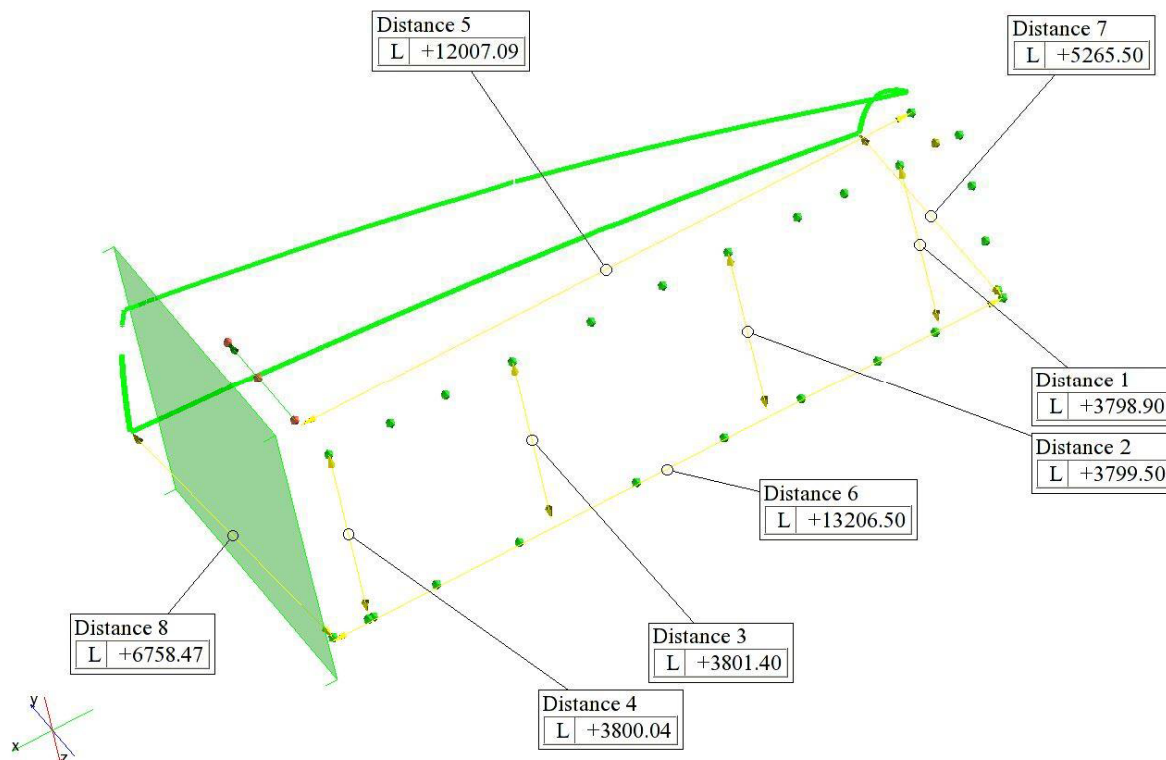 Distance 5
L +12007.09
Distance 7
L +5265.50
Distance 1
L +3798.90
Distance 2
L +3799.50
Distance 6
L +13206.50
Distance 3
L +3801.40
Distance 8
L +6758.47
Distance 4
L +3800.04
y
x
z